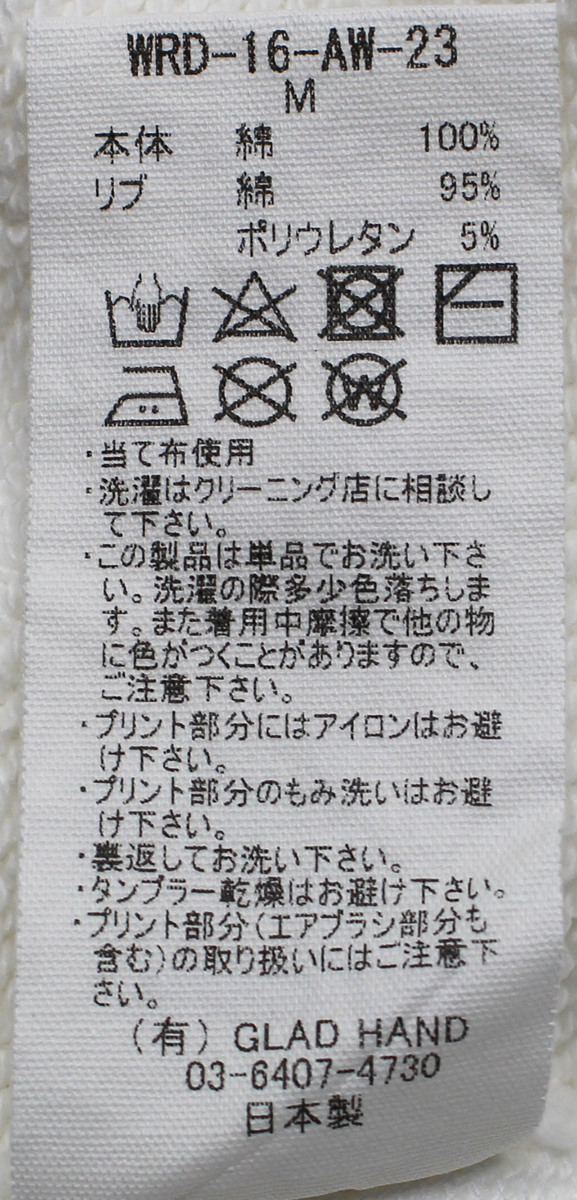 WRD-16-AW-23
M
本体 綿 100%
リブ 綿 95%
ポリウレタン 5%
W
・当て布使用
・洗濯はクリーニング店に相談し
て下さい。
・この製品は単品でお洗い下さ
い。洗濯の際多少色落ちしま
す。また着用中摩擦で他の物
に色がつくことがありますので、
ご注意下さい。
・プリント部分にはアイロンはお避
け下さい。
・プリント部分のもみ洗いはお避
け下さい。
・裏返してお洗い下さい。
・タンブラー乾燥はお避け下さい。
・プリント部分(エアブラシ部分も
含む)の取り扱いにはご注意下
さい。
(有) GLAD HAND
03-6407-4730
日本製